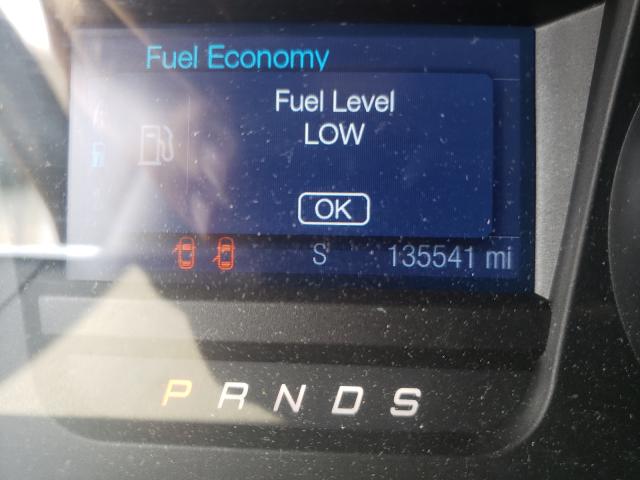 Fuel Economy
Fuel Level
LOW
OK
S 135541 mi
P R N D S